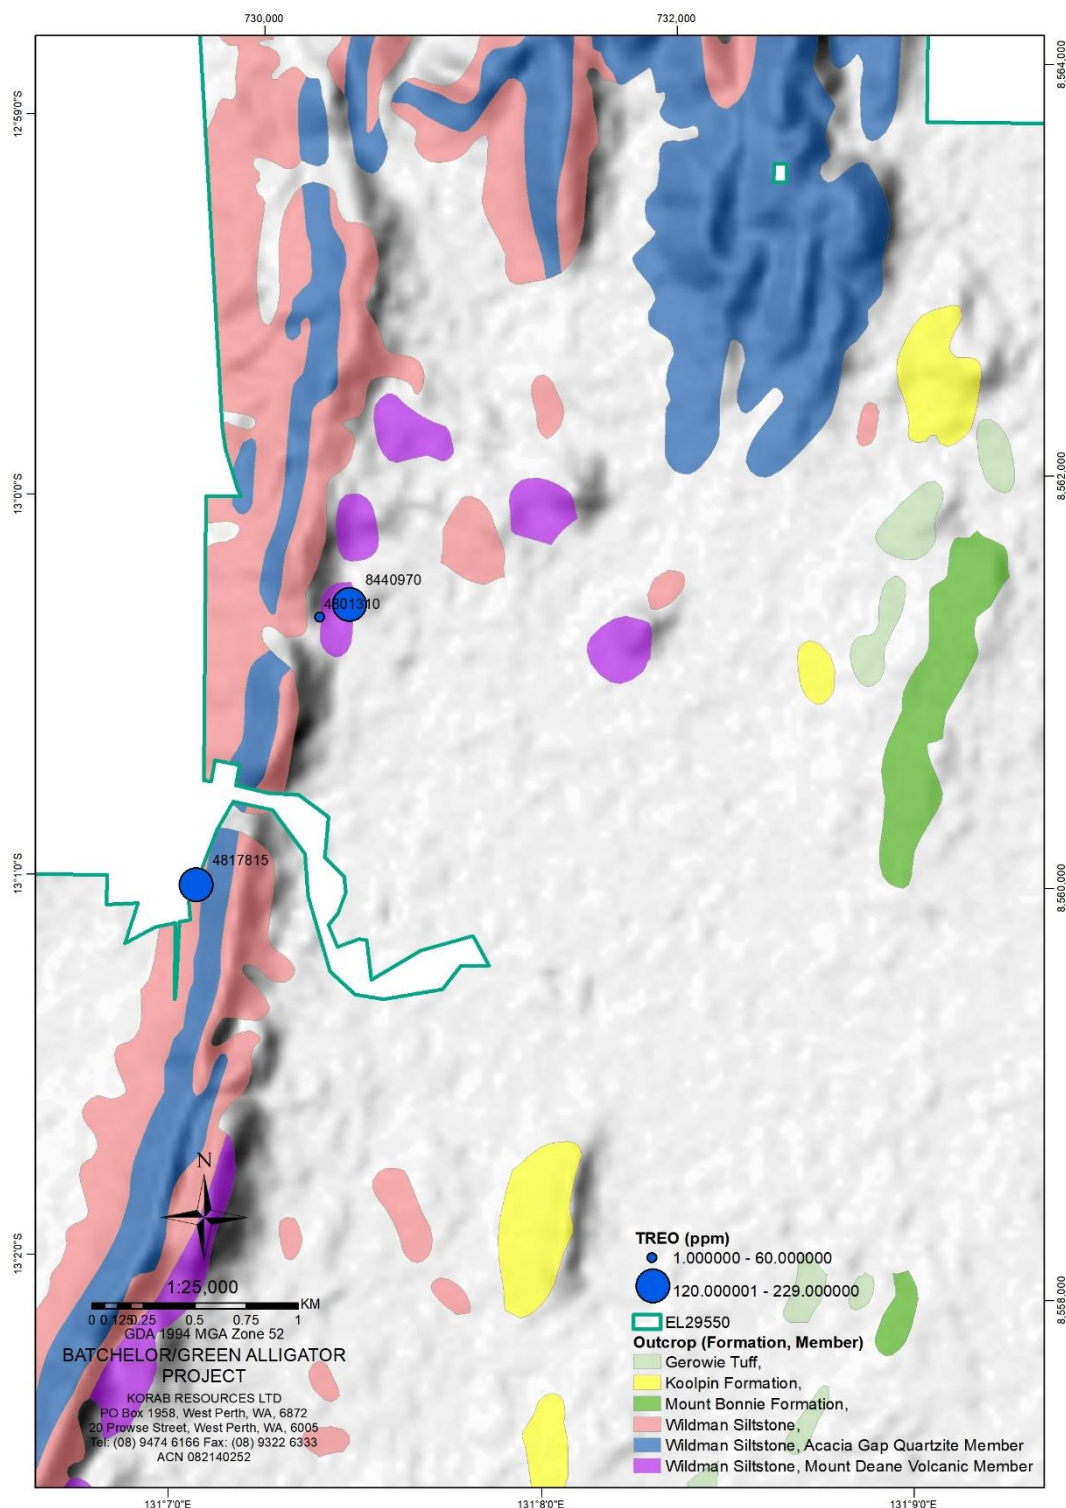 730,000
732,000
8,564,000
12°59'0"S
8,562,000
13°0'0"S
8440970
4801310
13°1'0"S
4817815
8,560,000
N
13°2'0"S
TREO (ppm)
1.000000 - 60.000000
120.000001 - 229.000000
8,558,000
1:25,000
KM
0 0.125 0.25 0.5 0.75 1
GDA 1994 MGA Zone 52
BATCHELOR/GREEN ALLIGATOR
PROJECT
KORAB RESOURCES LTD
PO Box 1958, West Perth, WA, 6872
20 Prowse Street, West Perth, WA, 6005
Tel: (08) 9474 6166 Fax: (08) 9322 6333
ACN 082140252
EL29550
Outcrop (Formation, Member)
Gerowie Tuff,
Koolpin Formation,
Mount Bonnie Formation,
Wildman Siltstone,
Wildman Siltstone, Acacia Gap Quartzite Member
Wildman Siltstone, Mount Deane Volcanic Member
131°7'0"E
131°8'0"E
131°9'0"E